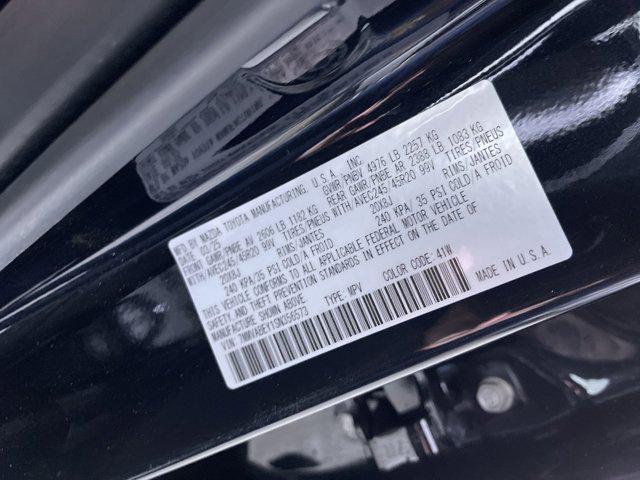 MFD BY MAZDA TOYOTA MANUFACTURING, U.S.A., INC.
DATE: 05/25 GVWR/PNBV 4976 LB 2257 KG
FRONT GAWR/PNBE AV 2606 LB 1182 KG REAR GAWR/PNBE AR 2388 LB 1083 KG
WITH/AVEC245/45R20 99V TIRES/PNEUS WITH/AVEC245/45R20 99V TIRES/PNEUS
20X8J RIMS/JANTES 20X8J RIMS/JANTES
240 KPA/35 PSI COLD/A FROID 240 KPA/ 35 PSI COLD/A FROID
THIS VEHICLE CONFORMS TO ALL APPLICABLE FEDERAL MOTOR VEHICLE
SAFETY, AND THEFT PREVENTION STANDARDS IN EFFECT ON THE DATE OF
MANUFACTURE SHOWN ABOVE.
VIN: TYPE: MPV COLOR CODE: 41W
MADE IN U.S.A.